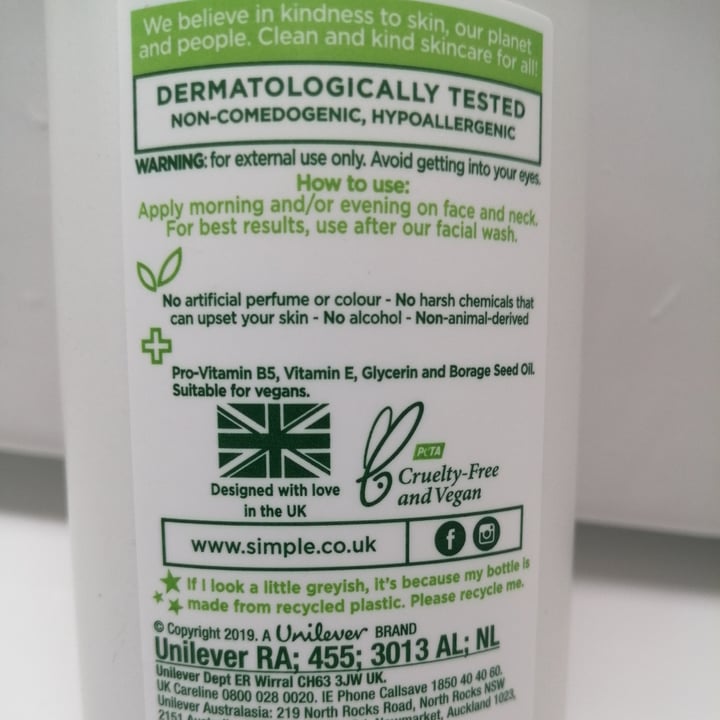 We believe in kindness to skin, our planet
and people. Clean and kind skincare for all!
DERMATOLOGICALLY TESTED
NON-COMEDOGENIC, HYPOALLERGENIC
WARNING: for external use only. Avoid getting into your eyes.
How to use:
Apply morning and/or evening on face and neck.
For best results, use after our facial wash.
No artificial perfume or colour - No harsh chemicals that
can upset your skin - No alcohol - Non-animal-derived
Pro-Vitamin B5, Vitamin E, Glycerin and Borage Seed Oil.
Suitable for vegans.
Designed with love
in the UK
PETA
Cruelty-Free
and Vegan
www.simple.co.uk
If I look a little greyish, it's because my bottle is
made from recycled plastic. Please recycle me.
© Copyright 2019. A Unilever BRAND
Unilever RA; 455; 3013 AL; NL
Unilever Dept ER Wirral CH63 3JW UK.
UK Careline 0800 028 0020. IE Phone Callsave 1850 40 40 60.
Unilever Australasia: 219 North Rocks Road, North Rocks NSW
2151 Newmarket, Auckland 1023,